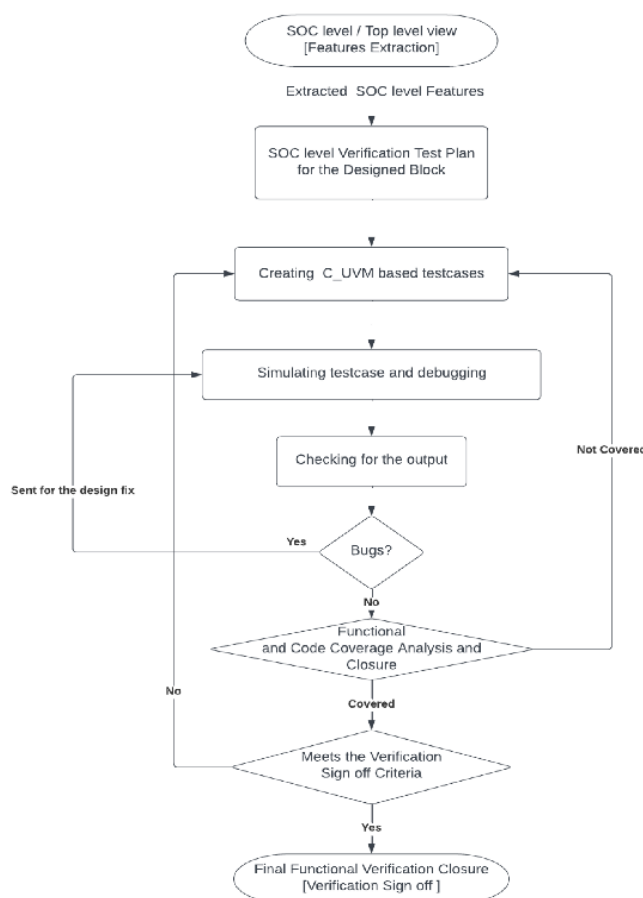 SOC level / Top level view
[Features Extraction]
Extracted SOC level Features
SOC level Verification Test Plan
for the Designed Block
Creating C_UVM based testcases
Simulating testcase and debugging
Checking for the output
Not Covered
Sent for the design fix
Yes
Bugs?
No
Functional
and Code Coverage Analysis and
Closure
No
Covered
Meets the Verification
Sign off Criteria
Yes
Final Functional Verification Closure
[Verification Sign off ]